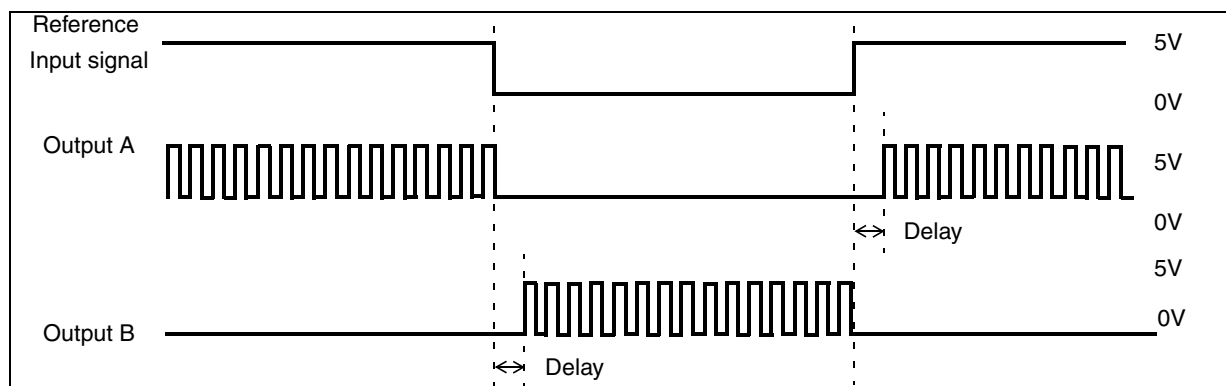 Reference
Input signal
5V
0V
Output A
5V
0V
Delay
5V
Output B
0V
Delay